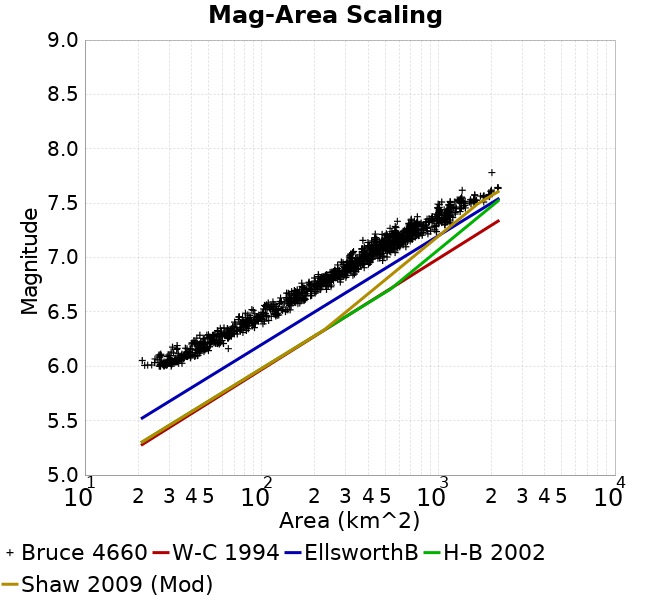 Mag-Area Scaling
9.0
8.5
8.0
7.5
7.0
6.5
6.0
5.5
5.0
Magnitude
10^1 2 3 4 5 10^2 2 3 4 5 10^3 2 3 4 5 10^4
Area (km^2)
+ Bruce 4660 W-C 1994 EllsworthB H-B 2002
Shaw 2009 (Mod)